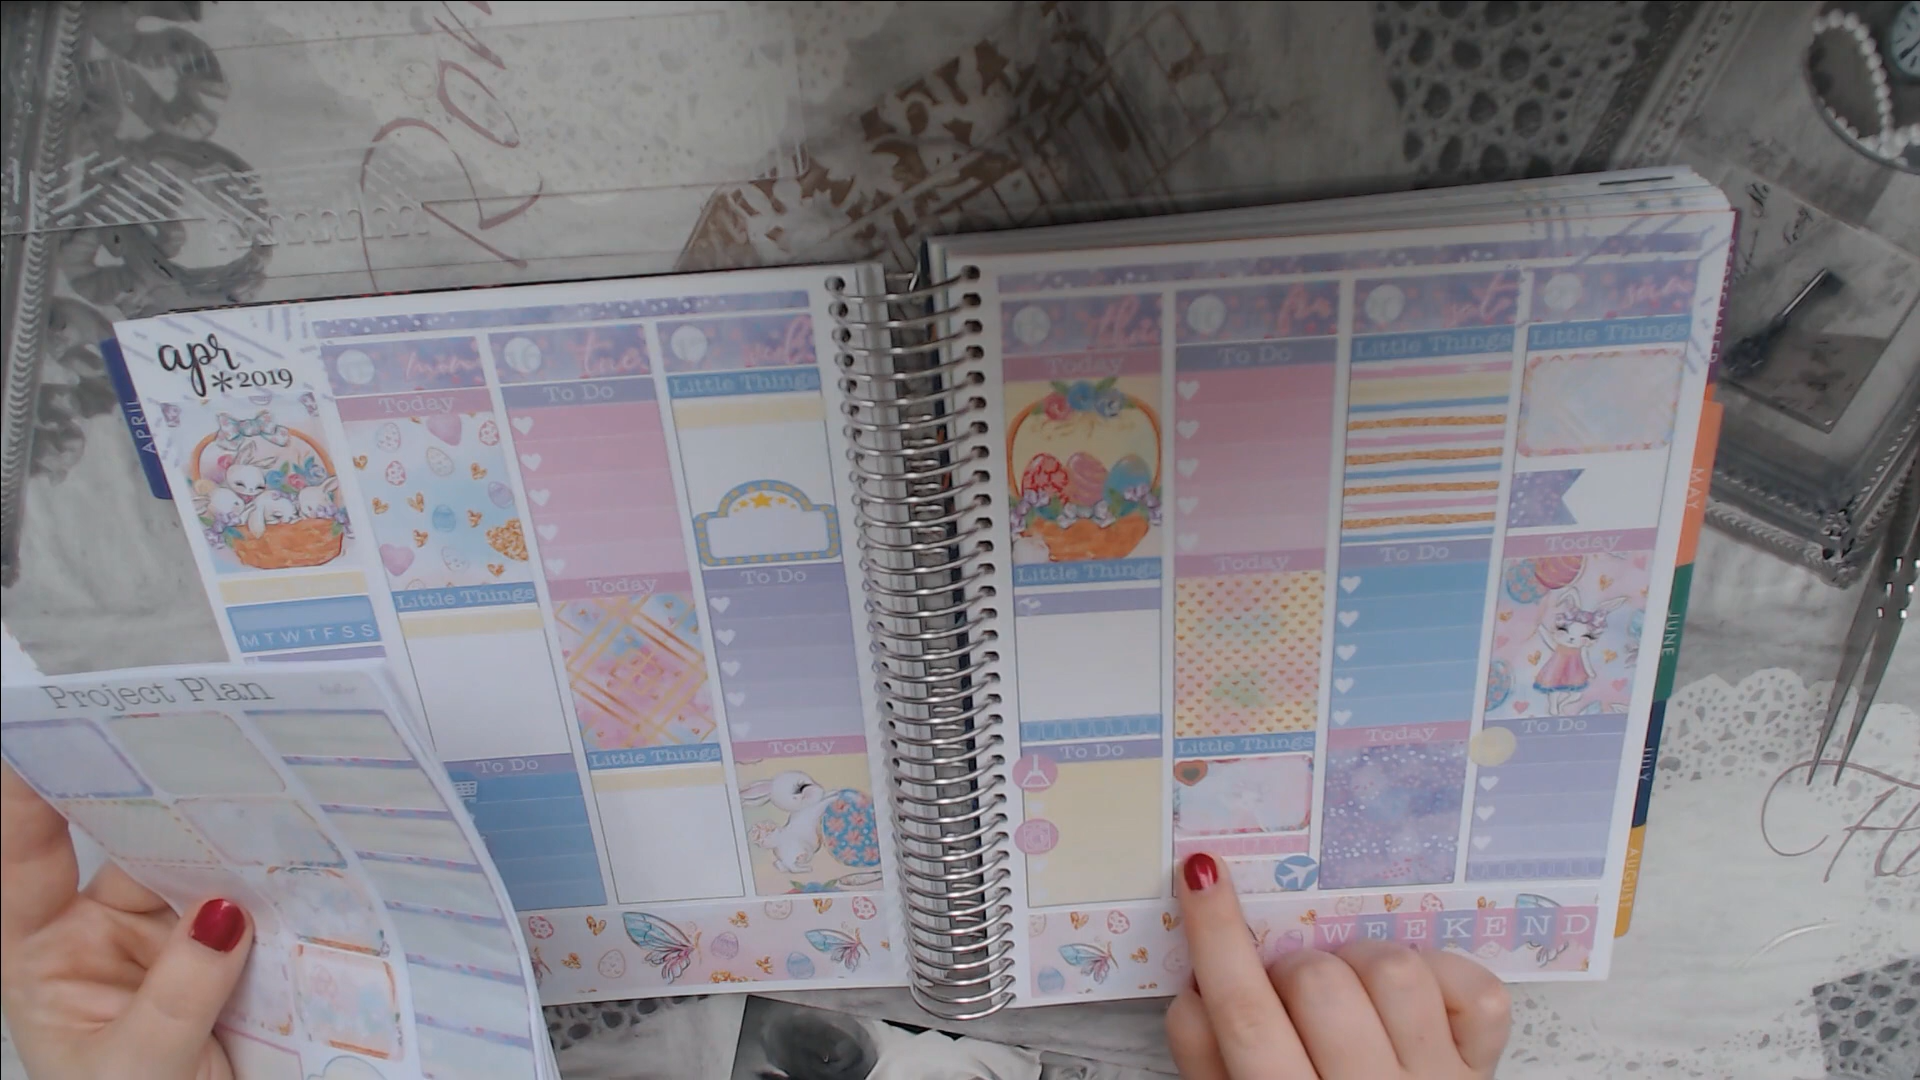 apr
*2019
APRIL
Today
Little Things
To Do
To Do
Today
Little Things
Little Things
To Do
Today
MTWTFSS
Project Plan
Today
Little Things
To Do
To Do
Today
Little Things
Little Things
To Do
Today
Little Things
Today
To Do
WEEKEND
MAY
JUNE
JULY
AUGUST